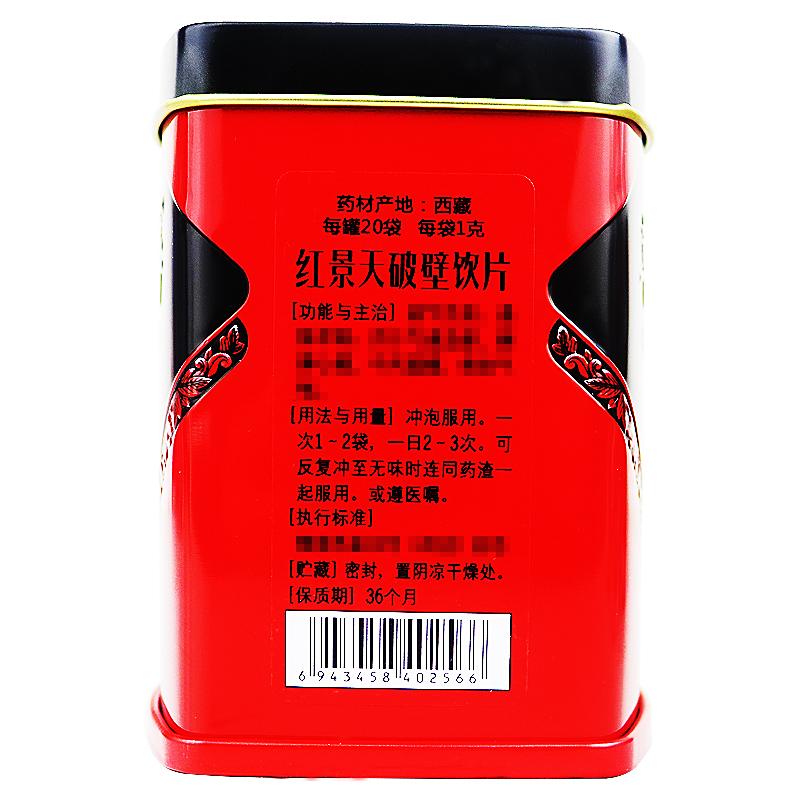 药材产地：西藏
每罐20袋 每袋1克
红景天破壁饮片
[功能与主治]
[用法与用量] 冲泡服用。一
次1~2袋，一日2~3次。可
反复冲至无味时连同药渣一
起服用。或遵医嘱。
[执行标准]
[贮藏] 密封，置阴凉干燥处。
[保质期] 36个月
6 943458 402566